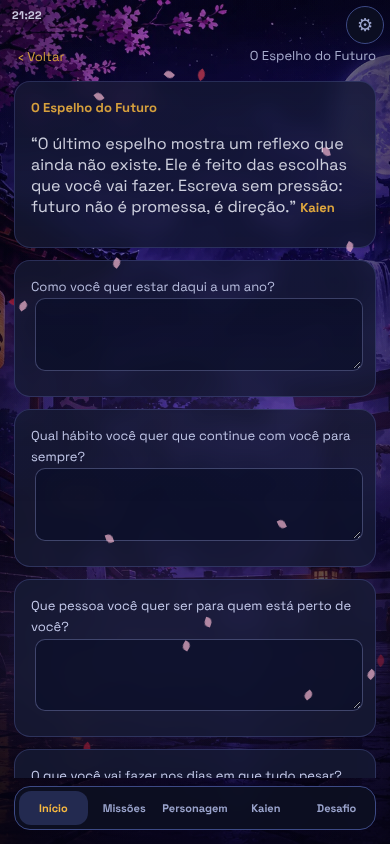 21:22
‹ Voltar
O Espelho do Futuro
O Espelho do Futuro
“O último espelho mostra um reflexo que
ainda não existe. Ele é feito das escolhas
que você vai fazer. Escreva sem pressão:
futuro não é promessa, é direção.” Kaien
Como você quer estar daqui a um ano?
Qual hábito você quer que continue com você para
sempre?
Que pessoa você quer ser para quem está perto de
você?
O que você vai fazer nos dias em que tudo pesar?
Início
Missões
Personagem
Kaien
Desafio